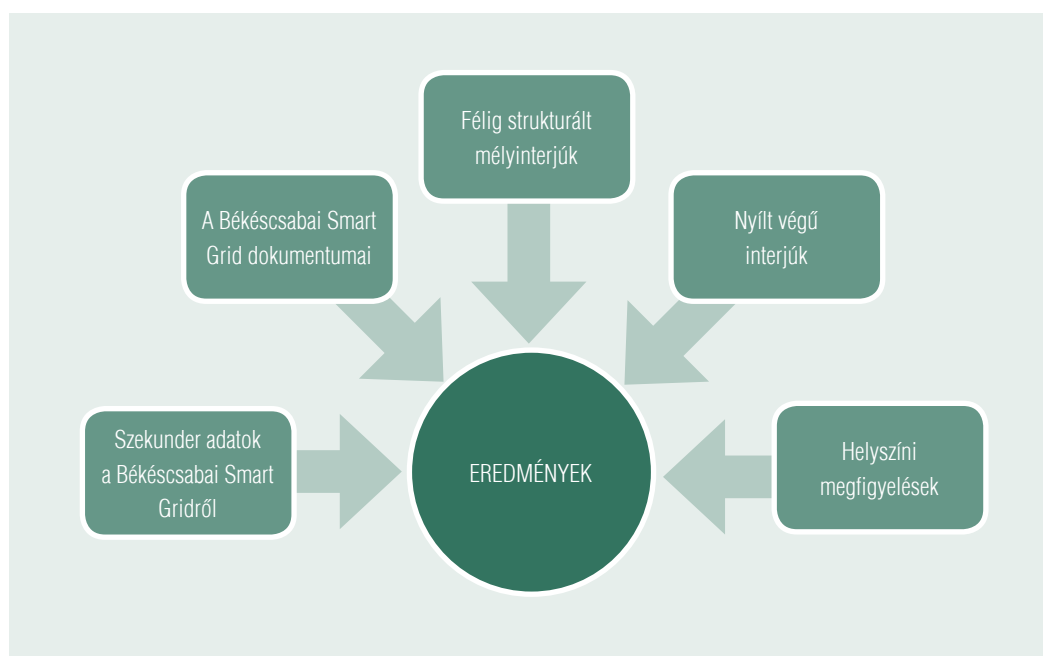 Félig strukturált
mélyinterjúk
A Békéscsabai Smart
Grid dokumentumai
Nyílt végű
interjúk
Szekunder adatok
a Békéscsabai Smart
Gridről
EREDMÉNYEK
Helyszíni
megfigyelések